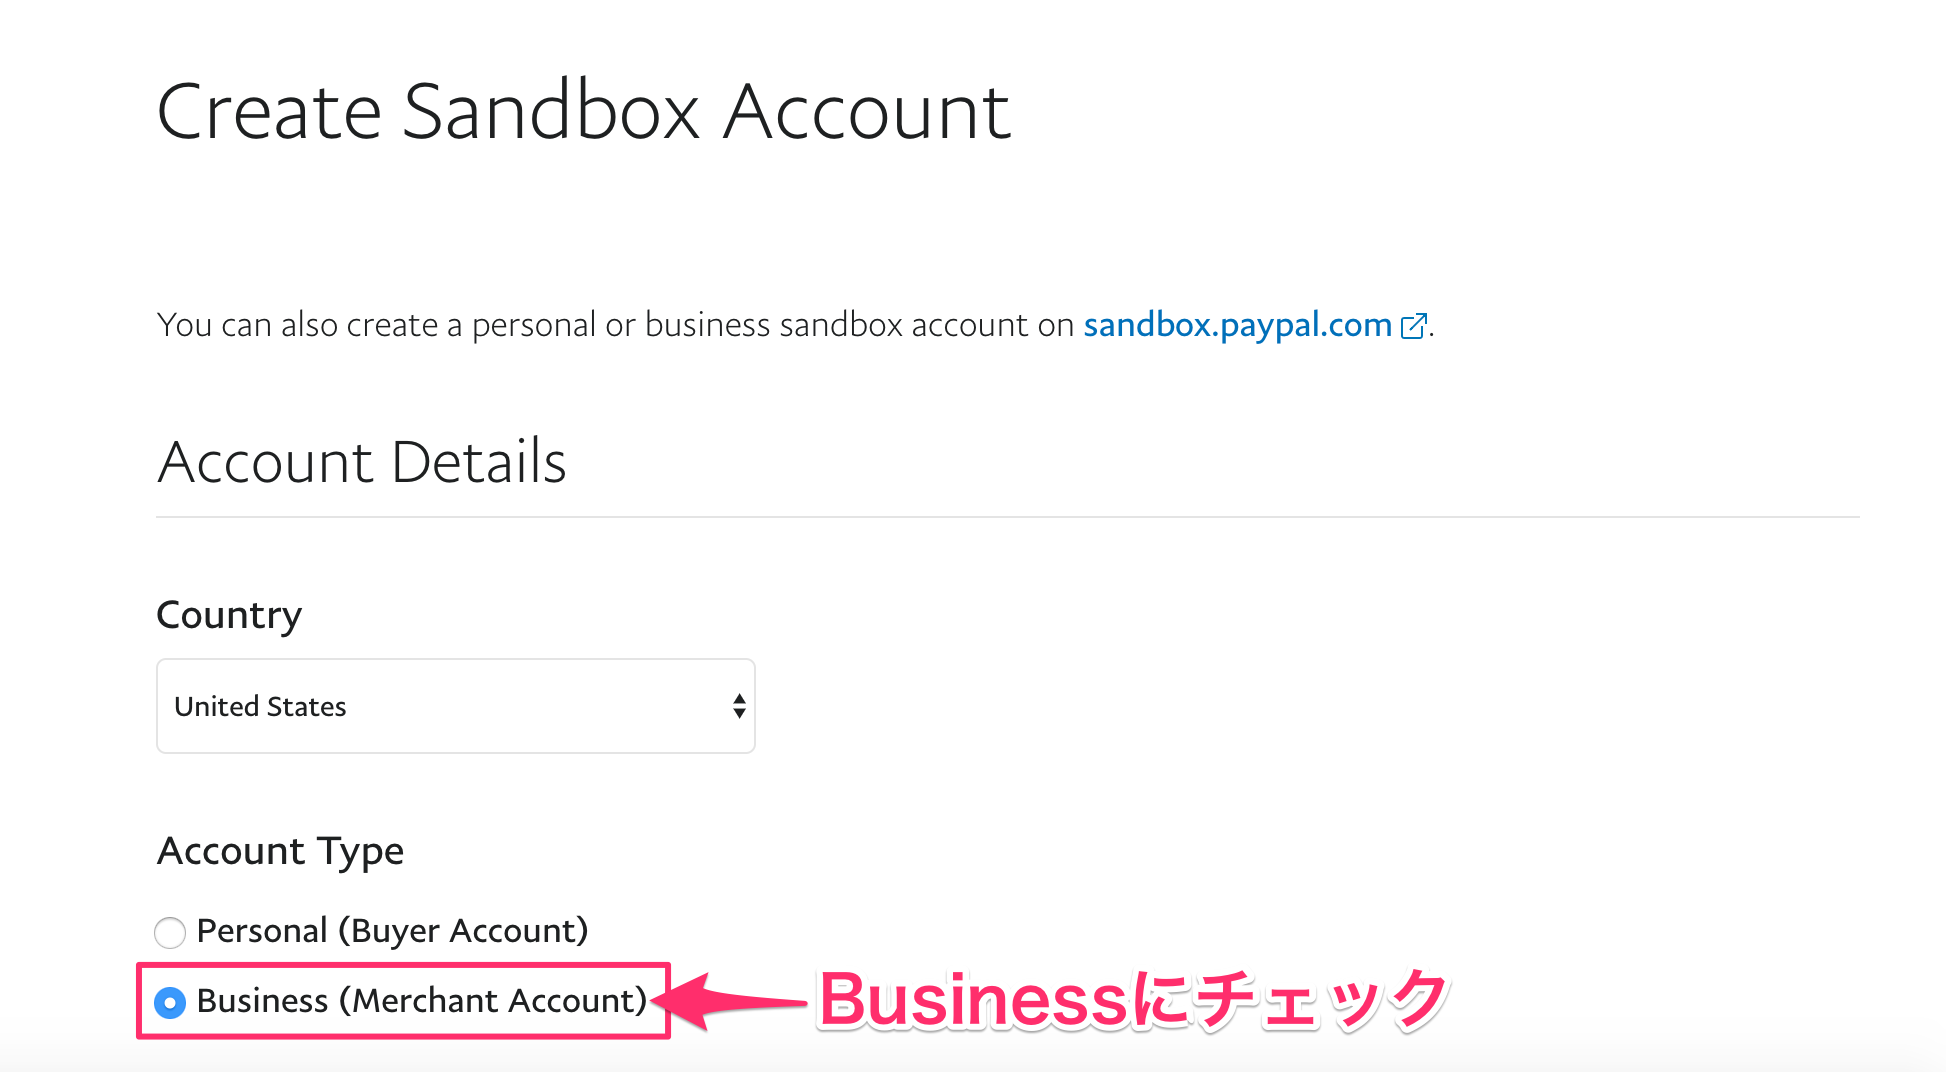 Create Sandbox Account
You can also create a personal or business sandbox account on sandbox.paypal.com.
Account Details
Country
United States
Account Type
Personal (Buyer Account)
Business (Merchant Account)
Businessにチェック